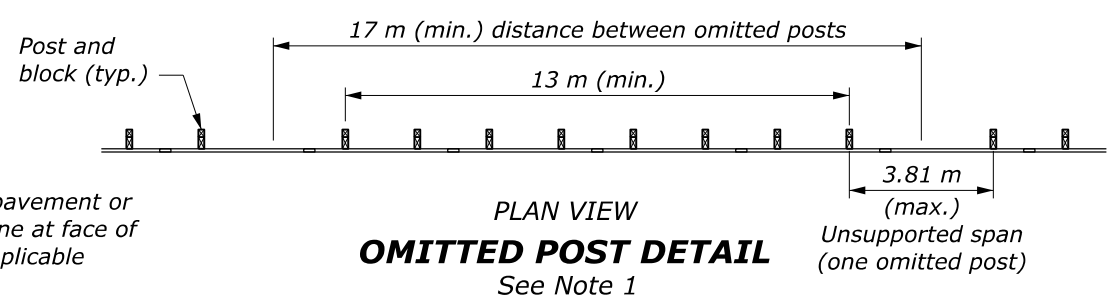 17 m (min.) distance between omitted posts
Post and
block (typ.)
13 m (min.)
pavement or
ne at face of
plicable
3.81 m
(max.)
Unsupported span
(one omitted post)
PLAN VIEW
OMITTED POST DETAIL
See Note 1